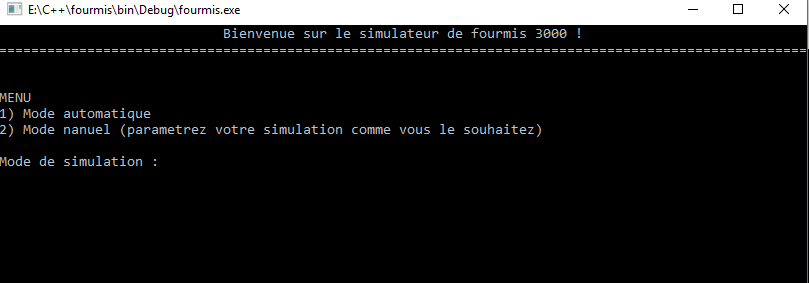 E:\C++\fourmis\bin\Debug\fourmis.exe
Bienvenue sur le simulateur de fourmis 3000 !
=====================================================================================================
MENU
1) Mode automatique
2) Mode nanuel (parametrez votre simulation comme vous le souhaitez)
Mode de simulation :